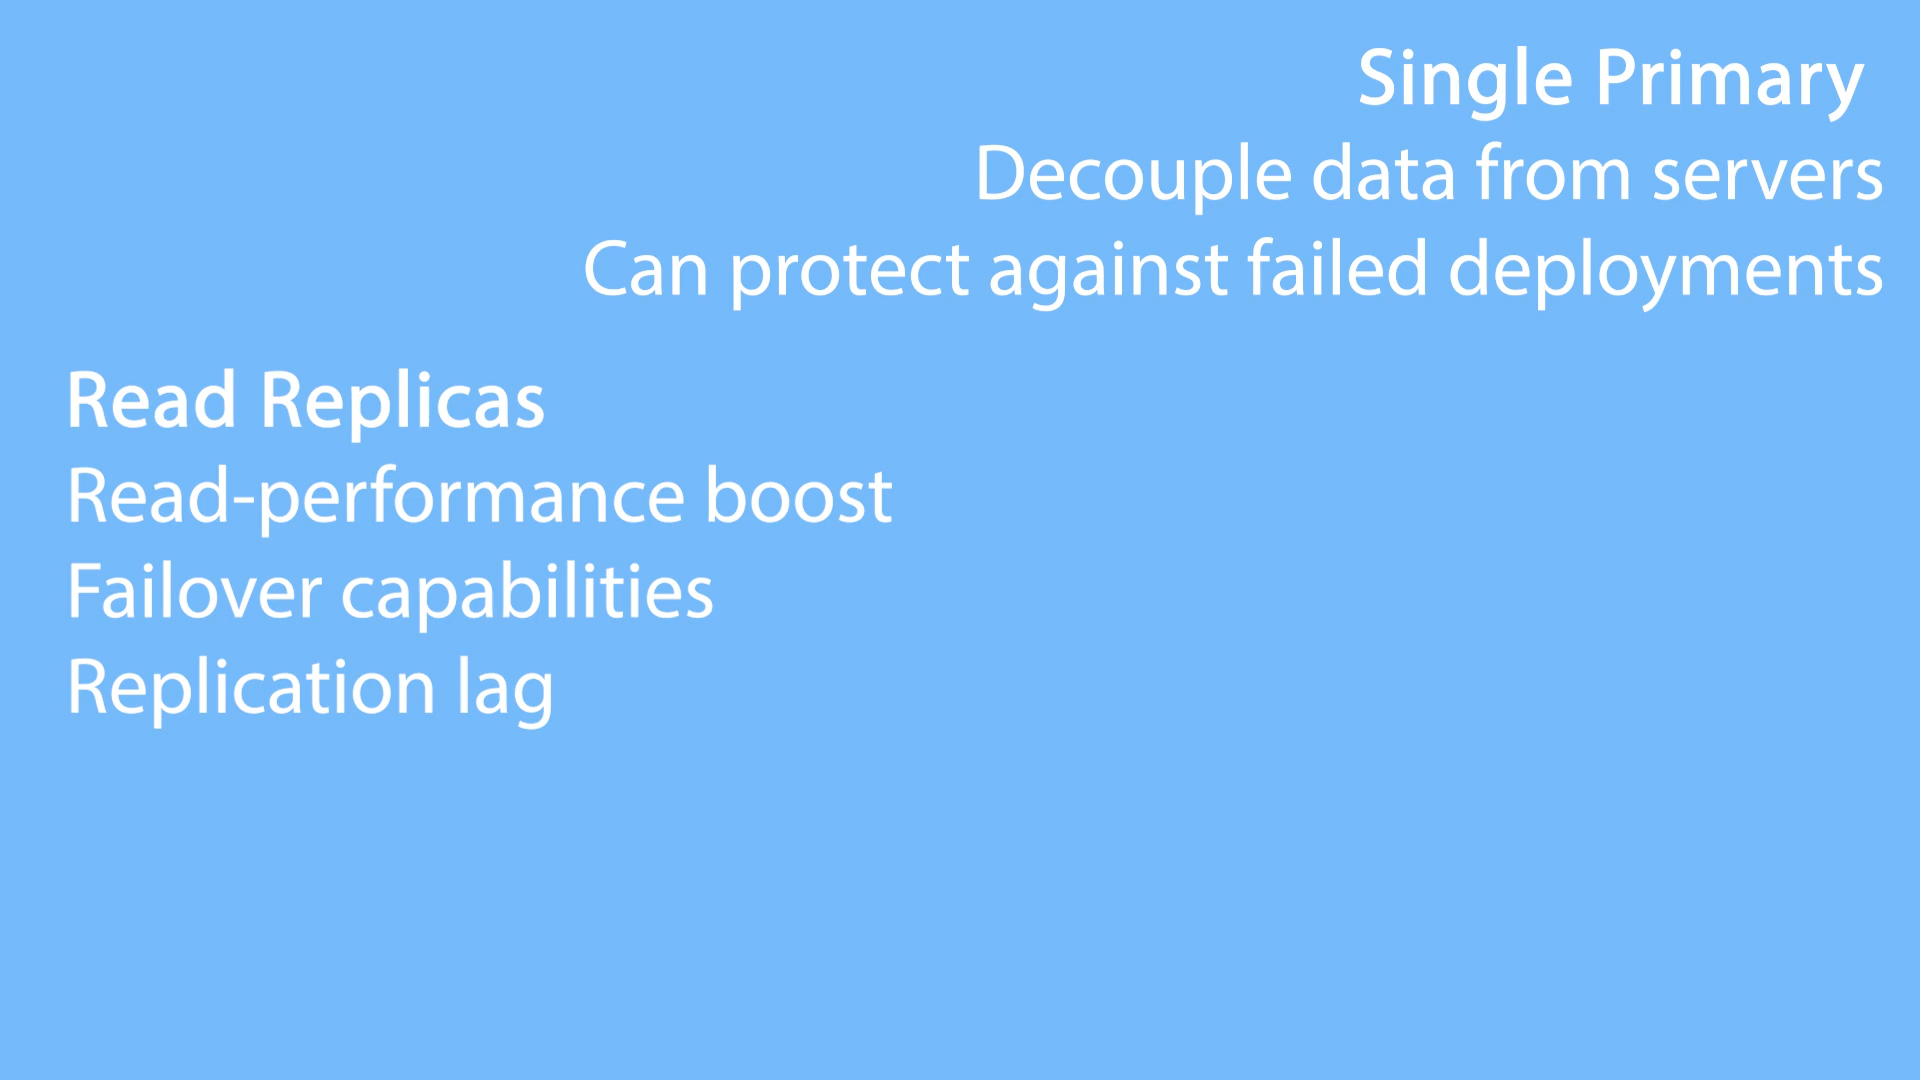 Single Primary
Decouple data from servers
Can protect against failed deployments
Read Replicas
Read-performance boost
Failover capabilities
Replication lag